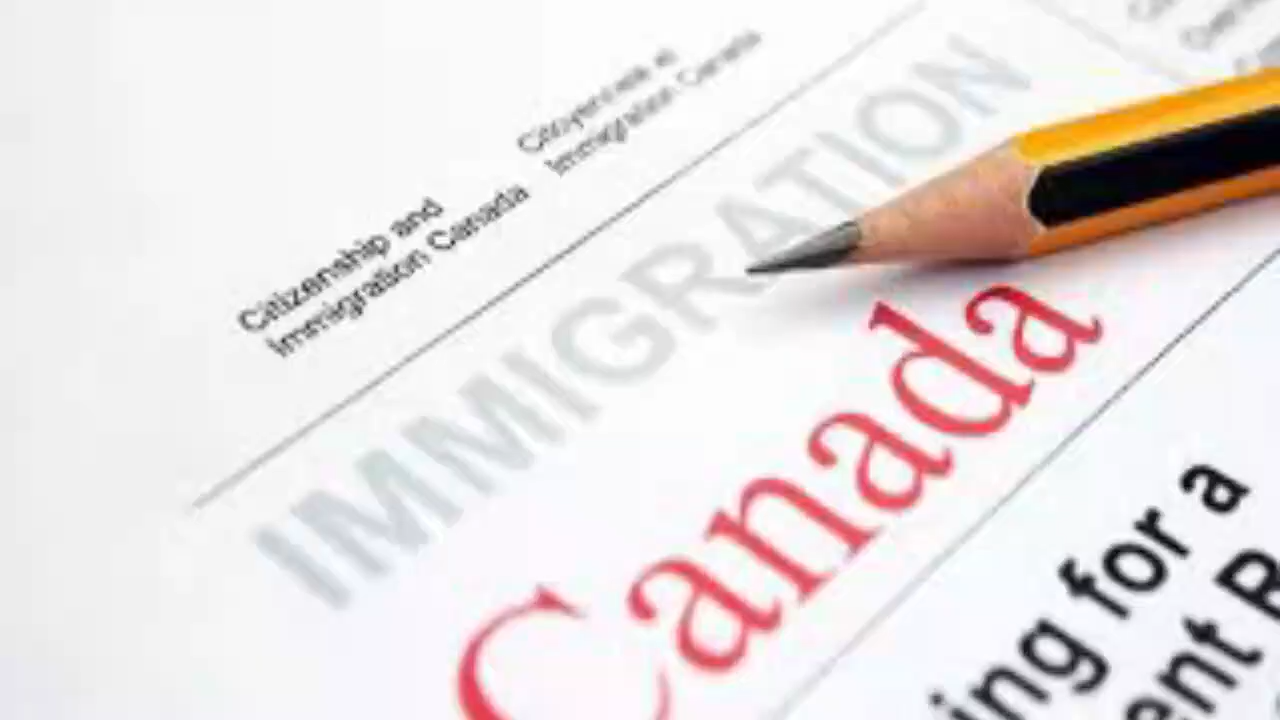 Citizenship and
Immigration Canada
Citoyenneté et
Immigration Canada
IMMIGRATION
Canada
ing for a
ent R